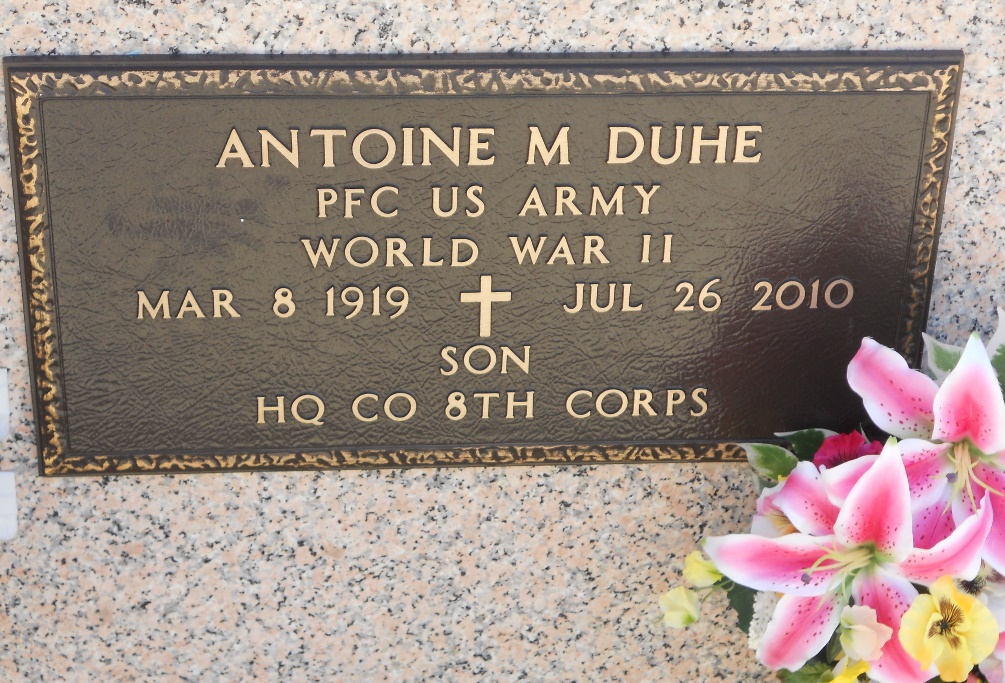 ANTOINE M DUHE
PFC US ARMY
WORLD WAR II
MAR 8 1919 JUL 26 2010
SON
HQ CO 8TH CORPS